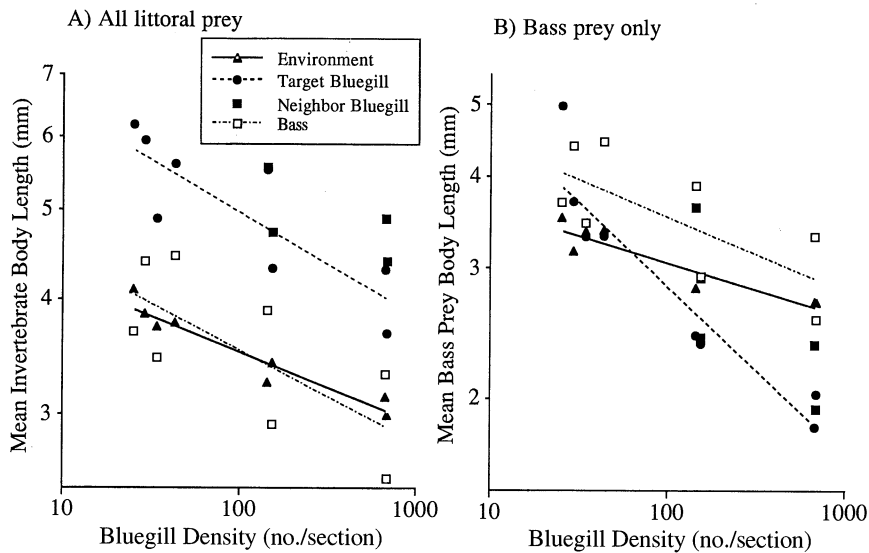 A) All littoral prey
Environment
Target Bluegill
Neighbor Bluegill
Bass
Mean Invertebrate Body Length (mm)
7
6
5
4
3
10
100
1000
Bluegill Density (no./section)
B) Bass prey only
Mean Bass Prey Body Length (mm)
5
4
3
2
10
100
1000
Bluegill Density (no./section)